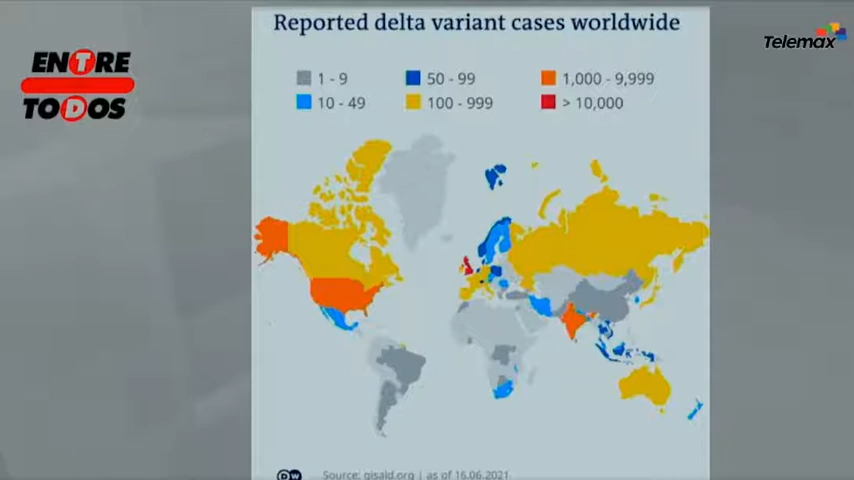 Reported delta variant cases worldwide
Telemax
ENTRE
TODOS
1 - 9
50 - 99
1,000 - 9,999
10 - 49
100 - 999
> 10,000
DW
Source: gisaid.org | as of 16.06.2021